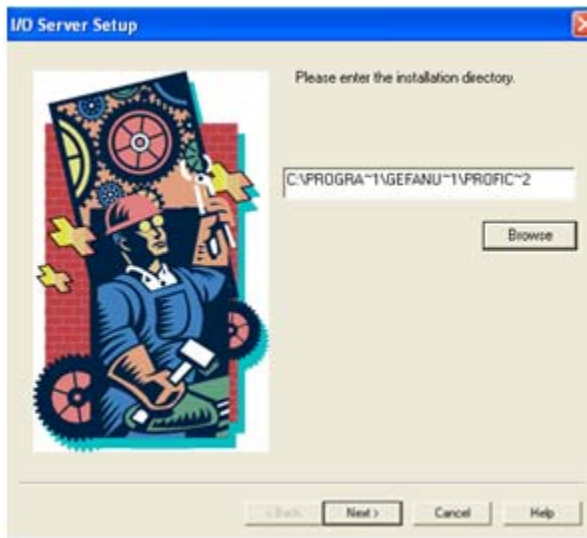 I/O Server Setup
Please enter the installation directory.
C:\PROGRA~1\GEFANU~1\PROFIC~2
Browse
< Back Next > Cancel Help